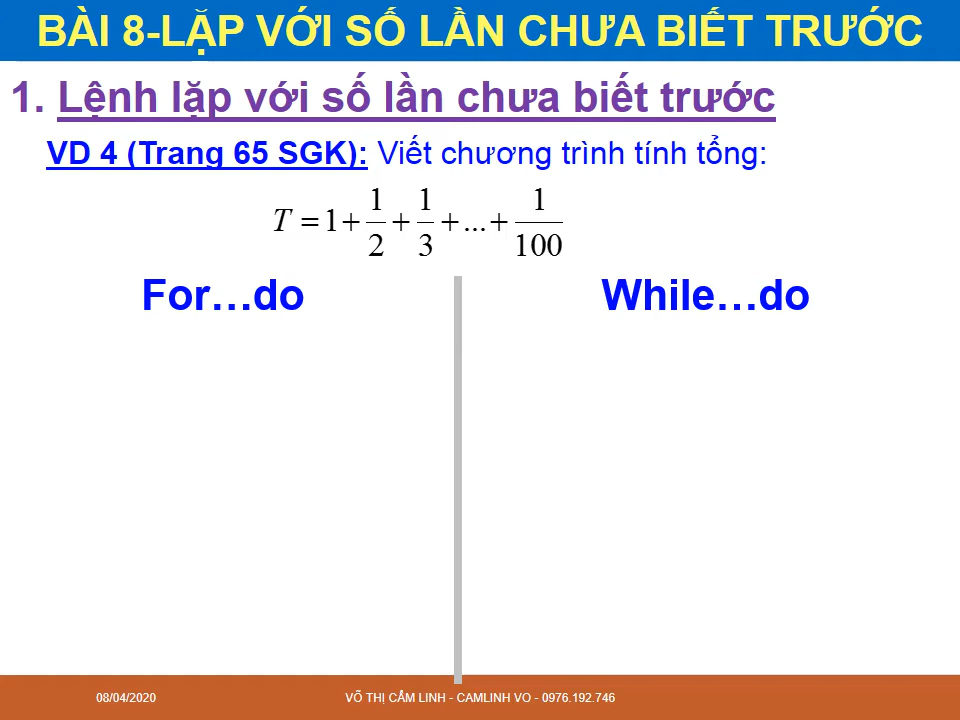 BÀI 8-LẶP VỚI SỐ LẦN CHƯA BIẾT TRƯỚC
1. Lệnh lặp với số lần chưa biết trước
VD 4 (Trang 65 SGK): Viết chương trình tính tổng:
T = 1 + 1/2 + 1/3 + ... + 1/100
For…do
While…do
08/04/2020
VÕ THỊ CẨM LINH - CAMLINH VO - 0976.192.746